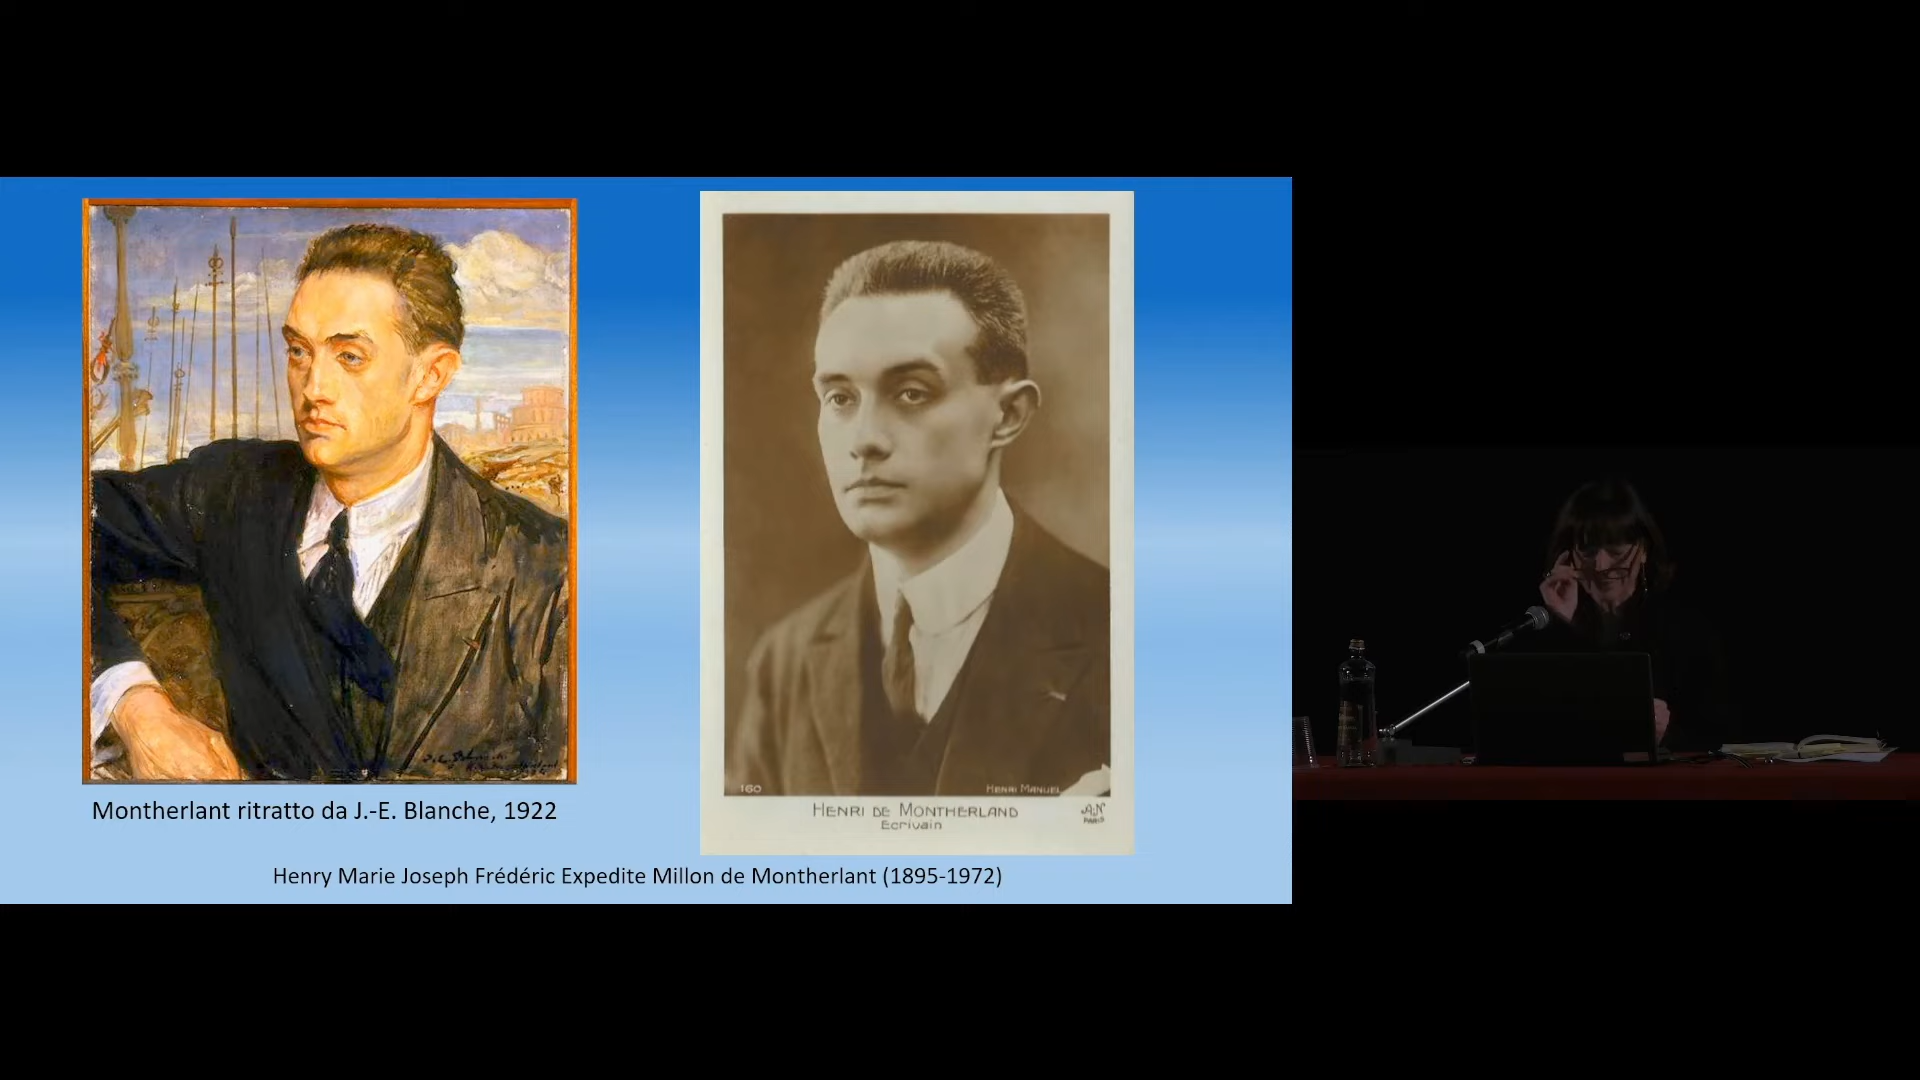 Montherlant ritratto da J.-E. Blanche, 1922
160
HENRI MANUEL
HENRI DE MONTHERLAND
Ecrivain
A.N
PARIS
Henry Marie Joseph Frédéric Expedite Millon de Montherlant (1895-1972)